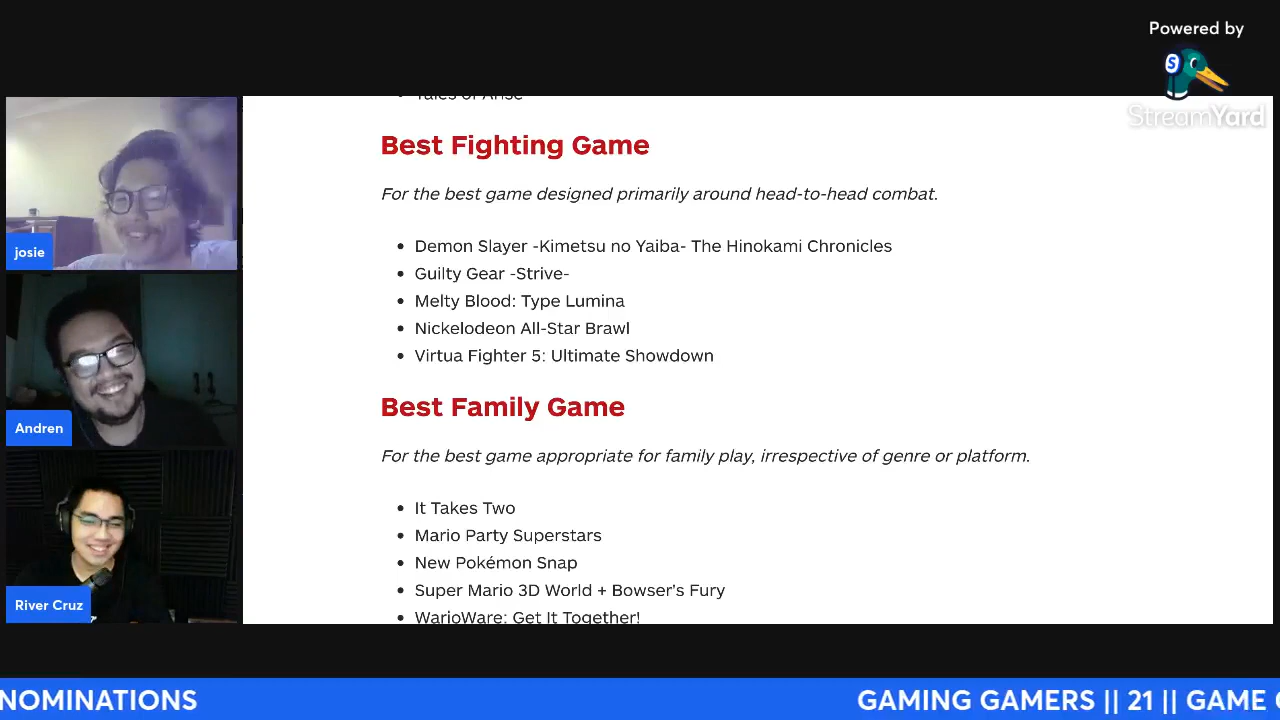 Powered by
StreamYard
Tales of Arise
Best Fighting Game
For the best game designed primarily around head-to-head combat.
• Demon Slayer -Kimetsu no Yaiba- The Hinokami Chronicles
• Guilty Gear -Strive-
• Melty Blood: Type Lumina
• Nickelodeon All-Star Brawl
• Virtua Fighter 5: Ultimate Showdown
Best Family Game
For the best game appropriate for family play, irrespective of genre or platform.
• It Takes Two
• Mario Party Superstars
• New Pokémon Snap
• Super Mario 3D World + Bowser's Fury
• WarioWare: Get It Together!
josie
Andren
River Cruz
NOMINATIONS
GAMING GAMERS || 21 || GAME